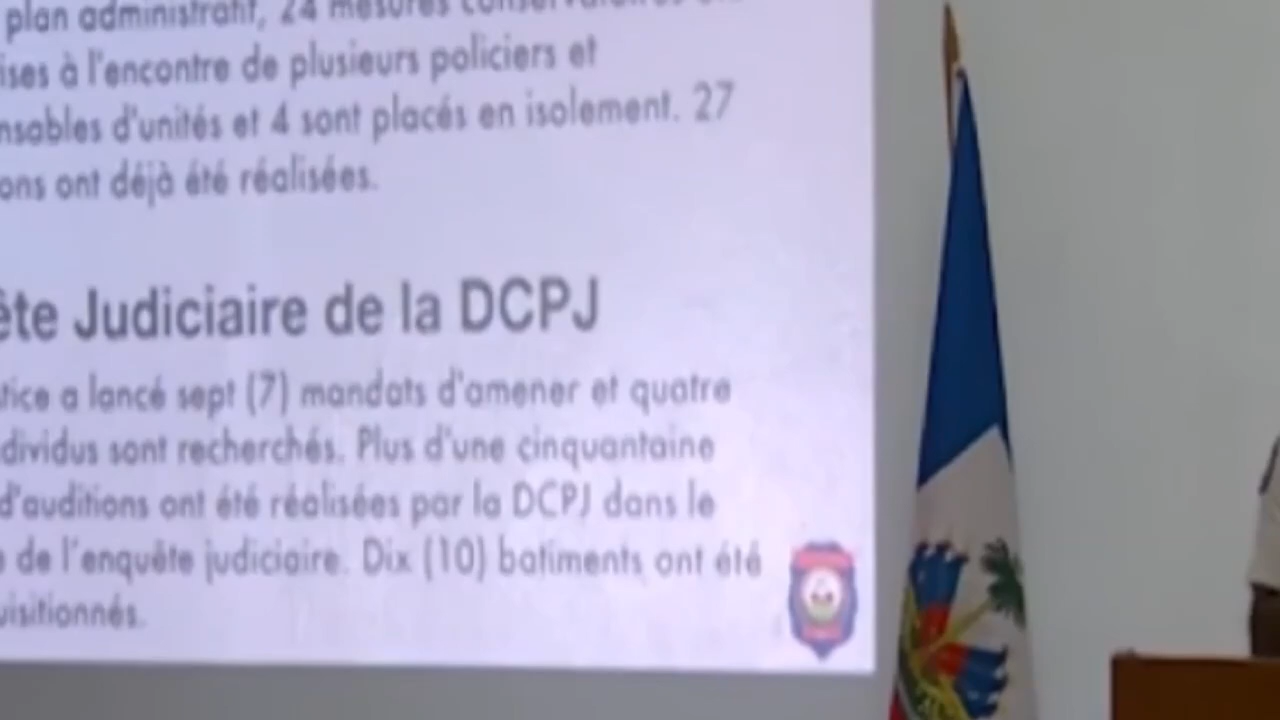 plan administratif, 24 mesures conservatoires
ises à l'encontre de plusieurs policiers et
nsables d'unités et 4 sont placés en isolement. 27
ons ont déjà été réalisées.
ête Judiciaire de la DCPJ
tice a lancé sept (7) mandats d'amener et quatre
dividus sont recherchés. Plus d'une cinquantaine
d'auditions ont été réalisées par la DCPJ dans le
de l'enquête judiciaire. Dix (10) batiments ont été
uisitionnés.